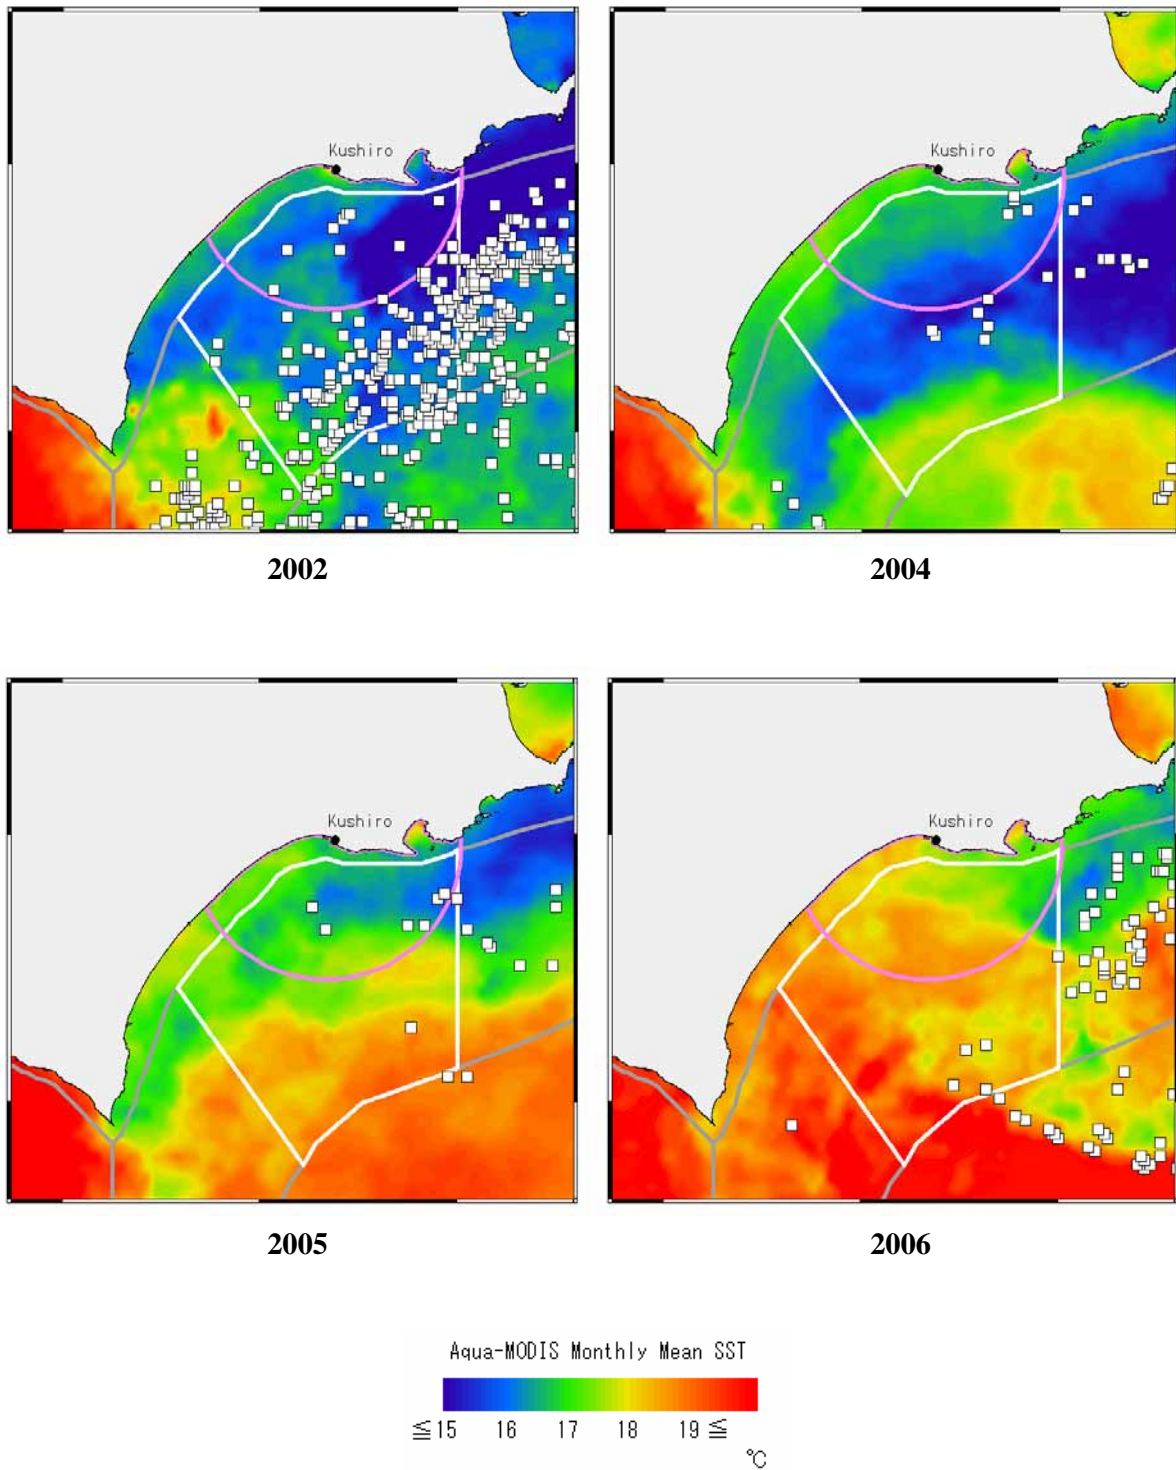 Kushiro
Kushiro
2002
2004
Kushiro
Kushiro
2005
2006
Aqua-MODIS Monthly Mean SST
≦15 16 17 18 19≦
℃